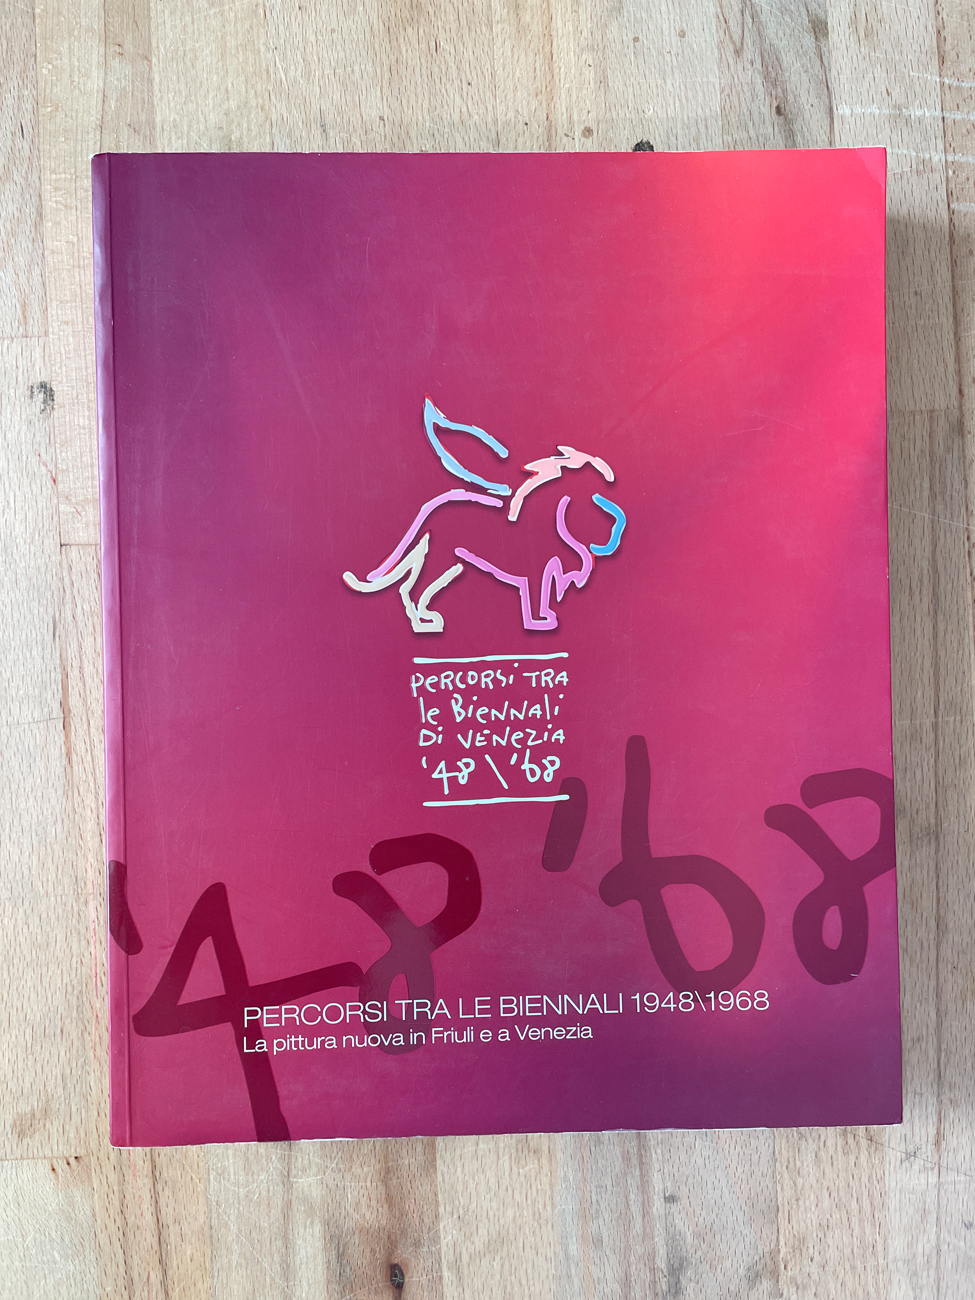 PERCORSi TRA
le BiENNAli
Di VENEZiA
'48 \ '68
'48 '68
PERCORSI TRA LE BIENNALI 1948\1968
La pittura nuova in Friuli e a Venezia